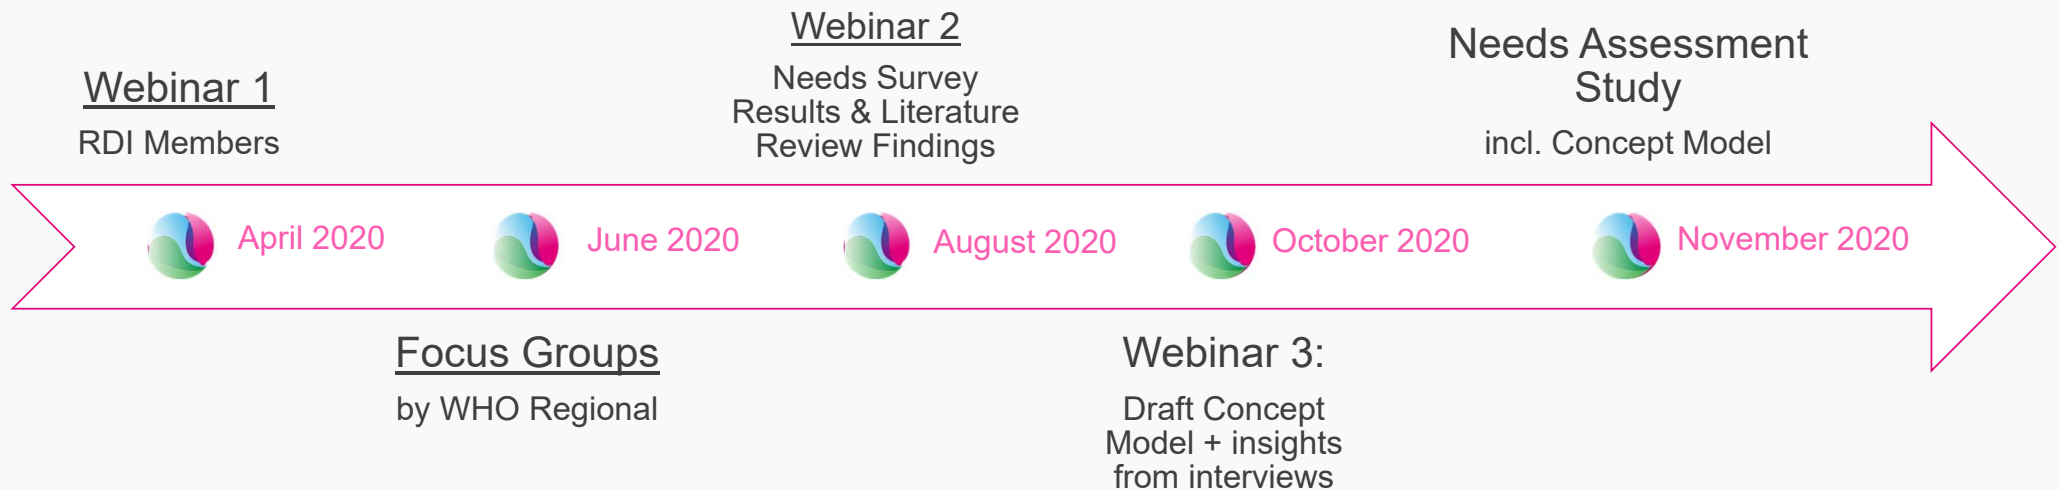 Webinar 1
RDI Members
Webinar 2
Needs Survey
Results & Literature
Review Findings
Needs Assessment
Study
incl. Concept Model
April 2020
June 2020
August 2020
October 2020
November 2020
Focus Groups
by WHO Regional
Webinar 3:
Draft Concept
Model + insights
from interviews